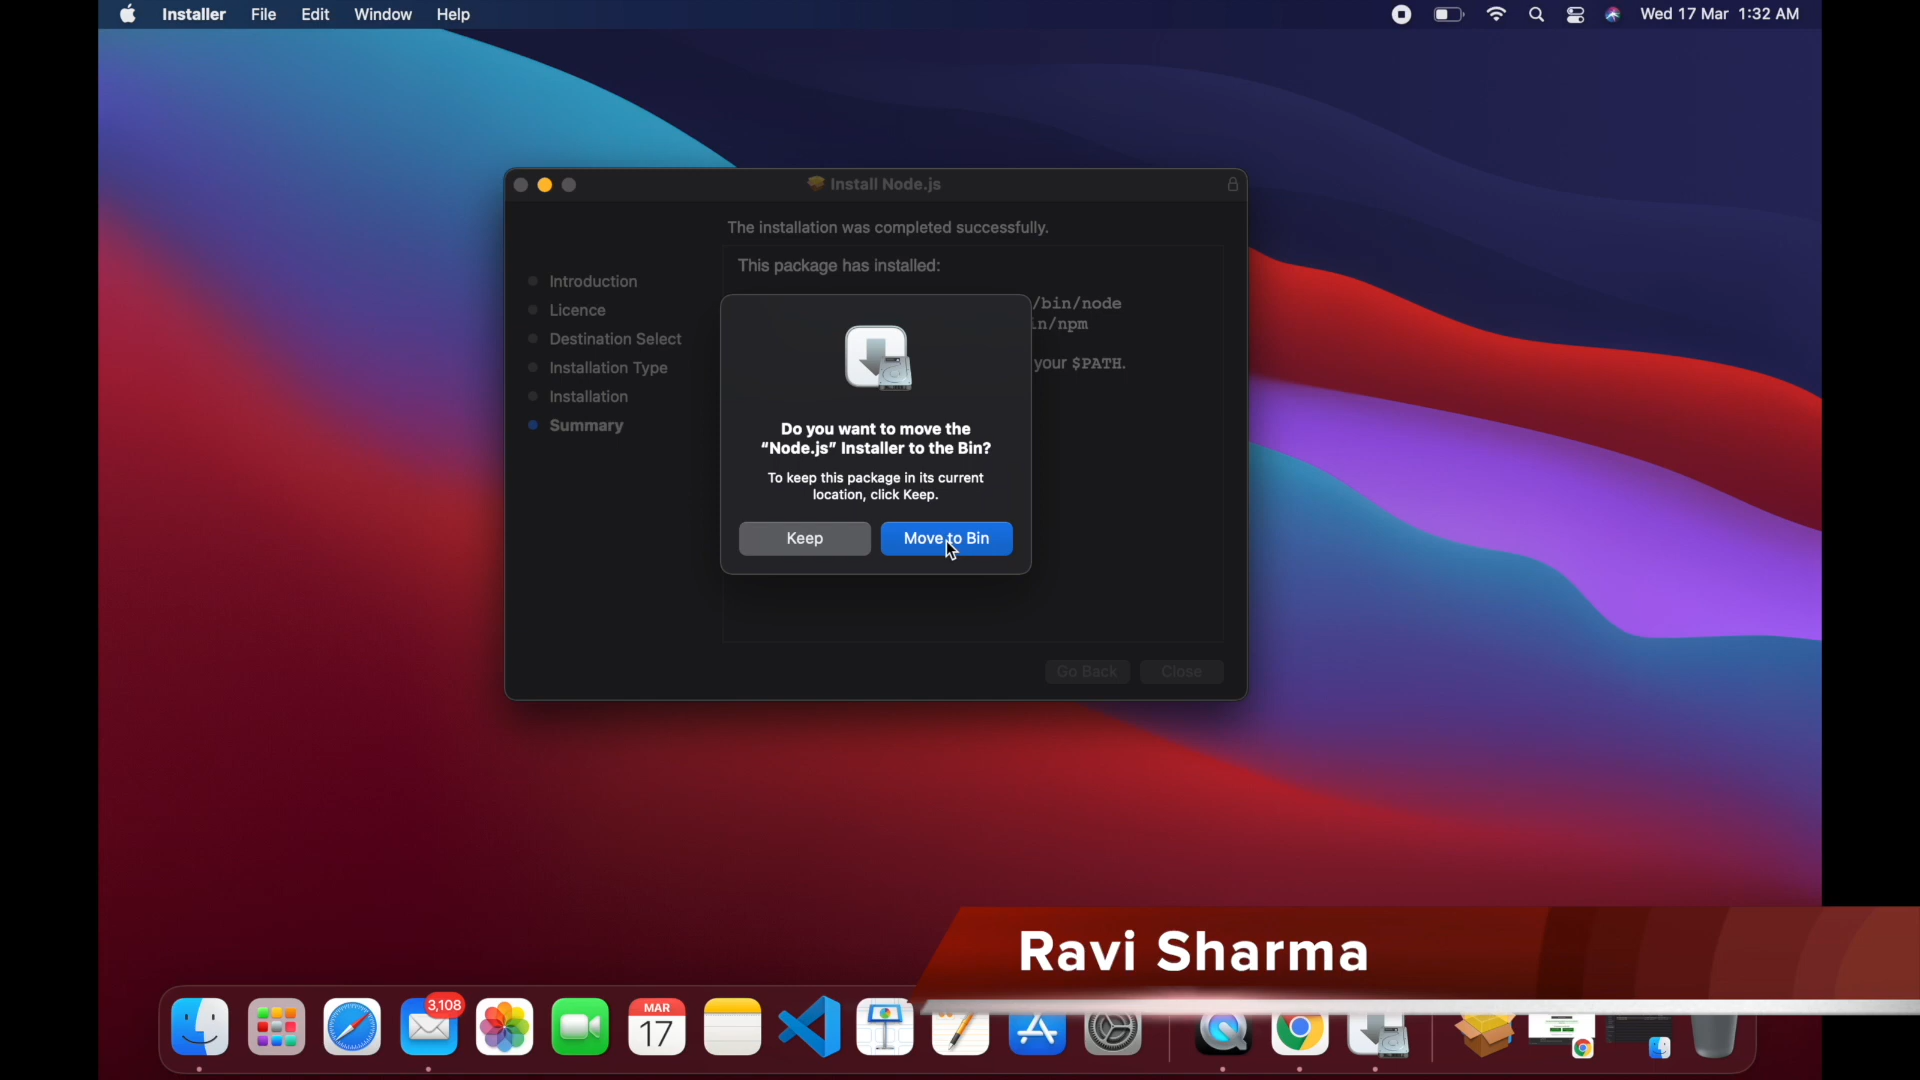 Installer File Edit Window Help
Wed 17 Mar 1:32 AM
Install Node.js
The installation was completed successfully.
This package has installed:
Introduction
Licence
Destination Select
Installation Type
Installation
Summary
/bin/node
in/npm
your $PATH.
Do you want to move the
“Node.js” Installer to the Bin?
To keep this package in its current
location, click Keep.
Keep
Move to Bin
Go Back
Close
Ravi Sharma
3,108
MAR
17